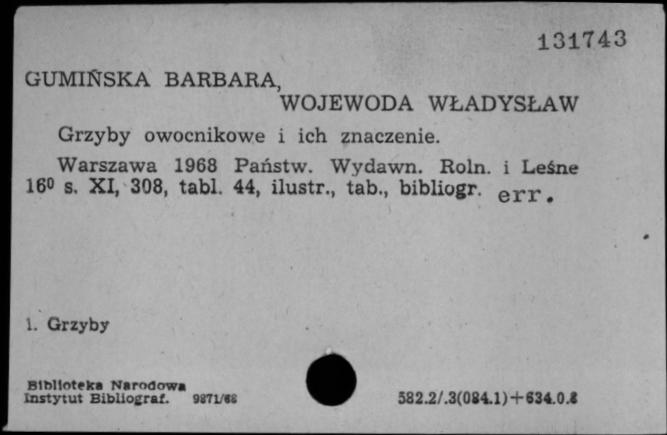 131743
GUMIŃSKA BARBARA,
WOJEWODA WŁADYSŁAW
Grzyby owocnikowe i ich znaczenie.
Warszawa 1968 Państw. Wydawn. Roln. i Leśne
16⁰ s. XI, 308, tabl. 44, ilustr., tab., bibliogr. err.
1. Grzyby
Biblioteka Narodowa
Instytut Bibliograf. 9871/68
582.2/.3(084.1)+634.0.8